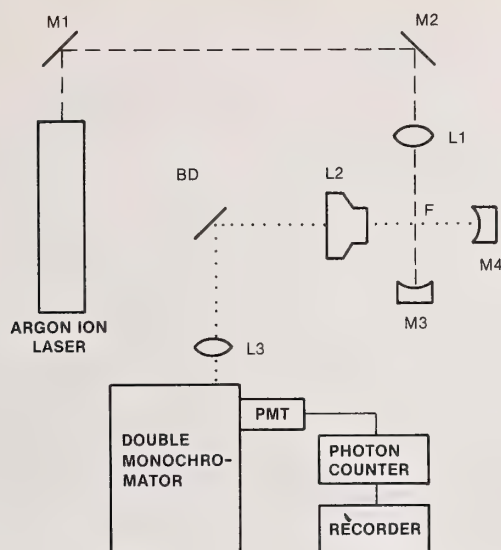 M1
M2
L1
BD
L2
F
M4
M3
ARGON ION
LASER
L3
DOUBLE
MONOCHRO-
MATOR
PMT
PHOTON
COUNTER
RECORDER